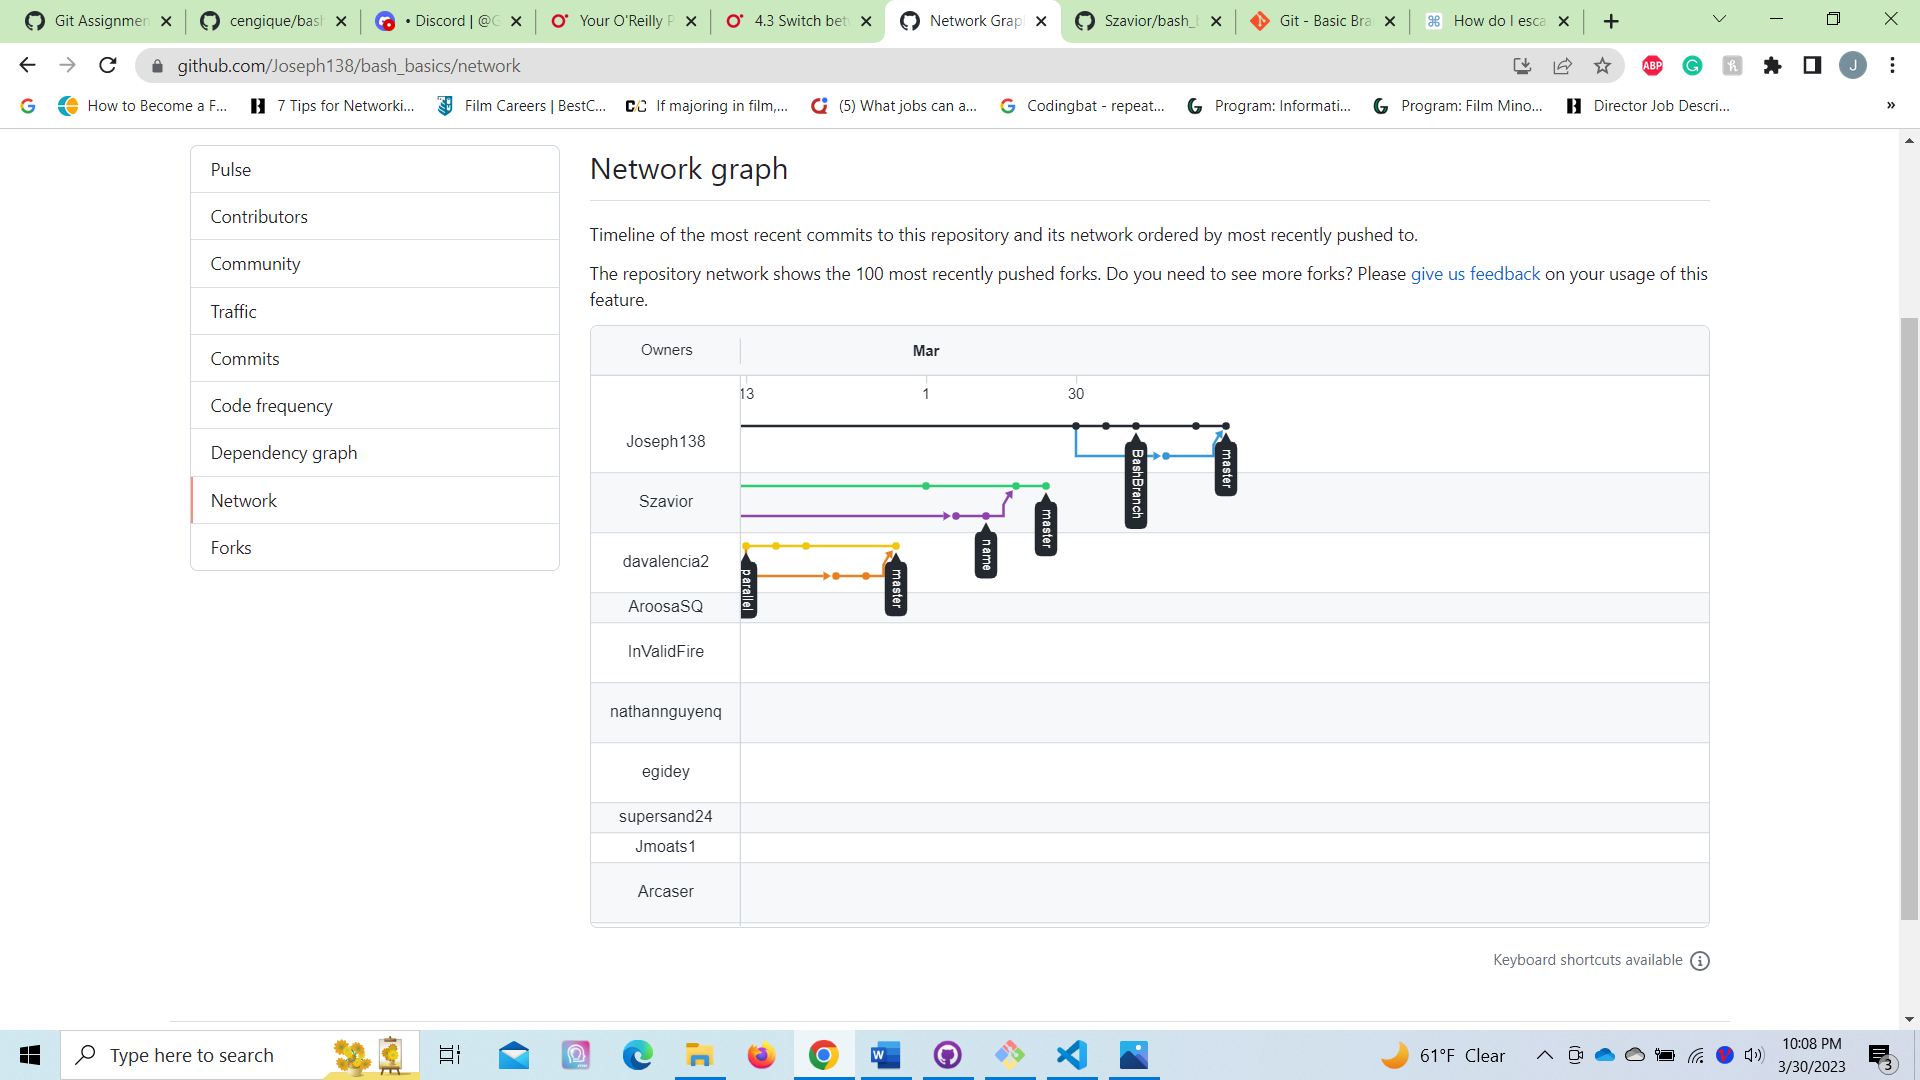 Git Assignmen
cengique/bash
• Discord | @G
Your O'Reilly P
4.3 Switch bet
Network Grap
Szavior/bash_b
Git - Basic Bra
How do I esca
github.com/Joseph138/bash_basics/network
ABP
J
How to Become a F...
7 Tips for Networki...
Film Careers | BestC...
If majoring in film,...
(5) What jobs can a...
Codingbat - repeat...
Program: Informati...
Program: Film Mino...
Director Job Descri...
»
Pulse
Contributors
Community
Traffic
Commits
Code frequency
Dependency graph
Network
Forks
Network graph
Timeline of the most recent commits to this repository and its network ordered by most recently pushed to.
The repository network shows the 100 most recently pushed forks. Do you need to see more forks? Please give us feedback on your usage of this
feature.
Owners
Mar
13
1
30
Joseph138
BashBranch
master
Szavior
name
master
davalencia2
parallel
master
AroosaSQ
InValidFire
nathannguyenq
egidey
supersand24
Jmoats1
Arcaser
Keyboard shortcuts available
Type here to search
61°F Clear
10:08 PM
3/30/2023
3